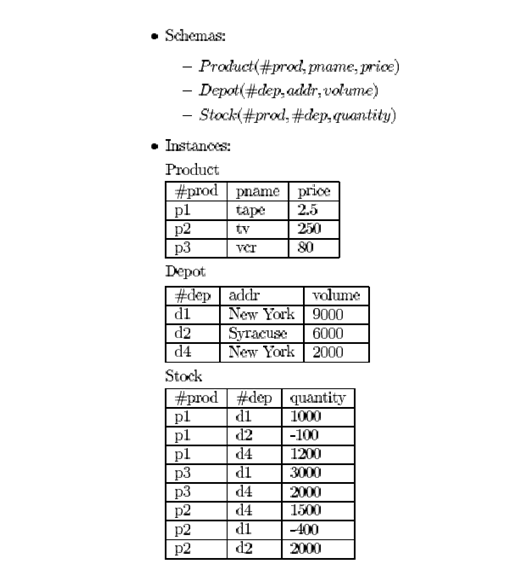 • Schemas:
– Product(#prod, pname, price)
– Depot(#dep, addr, volume)
– Stock(#prod, #dep, quantity)
• Instances:
Product
#prod pname price
p1 tape 2.5
p2 tv 250
p3 vcr 80
Depot
#dep addr volume
d1 New York 9000
d2 Syracuse 6000
d4 New York 2000
Stock
#prod #dep quantity
p1 d1 1000
p1 d2 -100
p1 d4 1200
p3 d1 3000
p3 d4 2000
p2 d4 1500
p2 d1 -400
p2 d2 2000